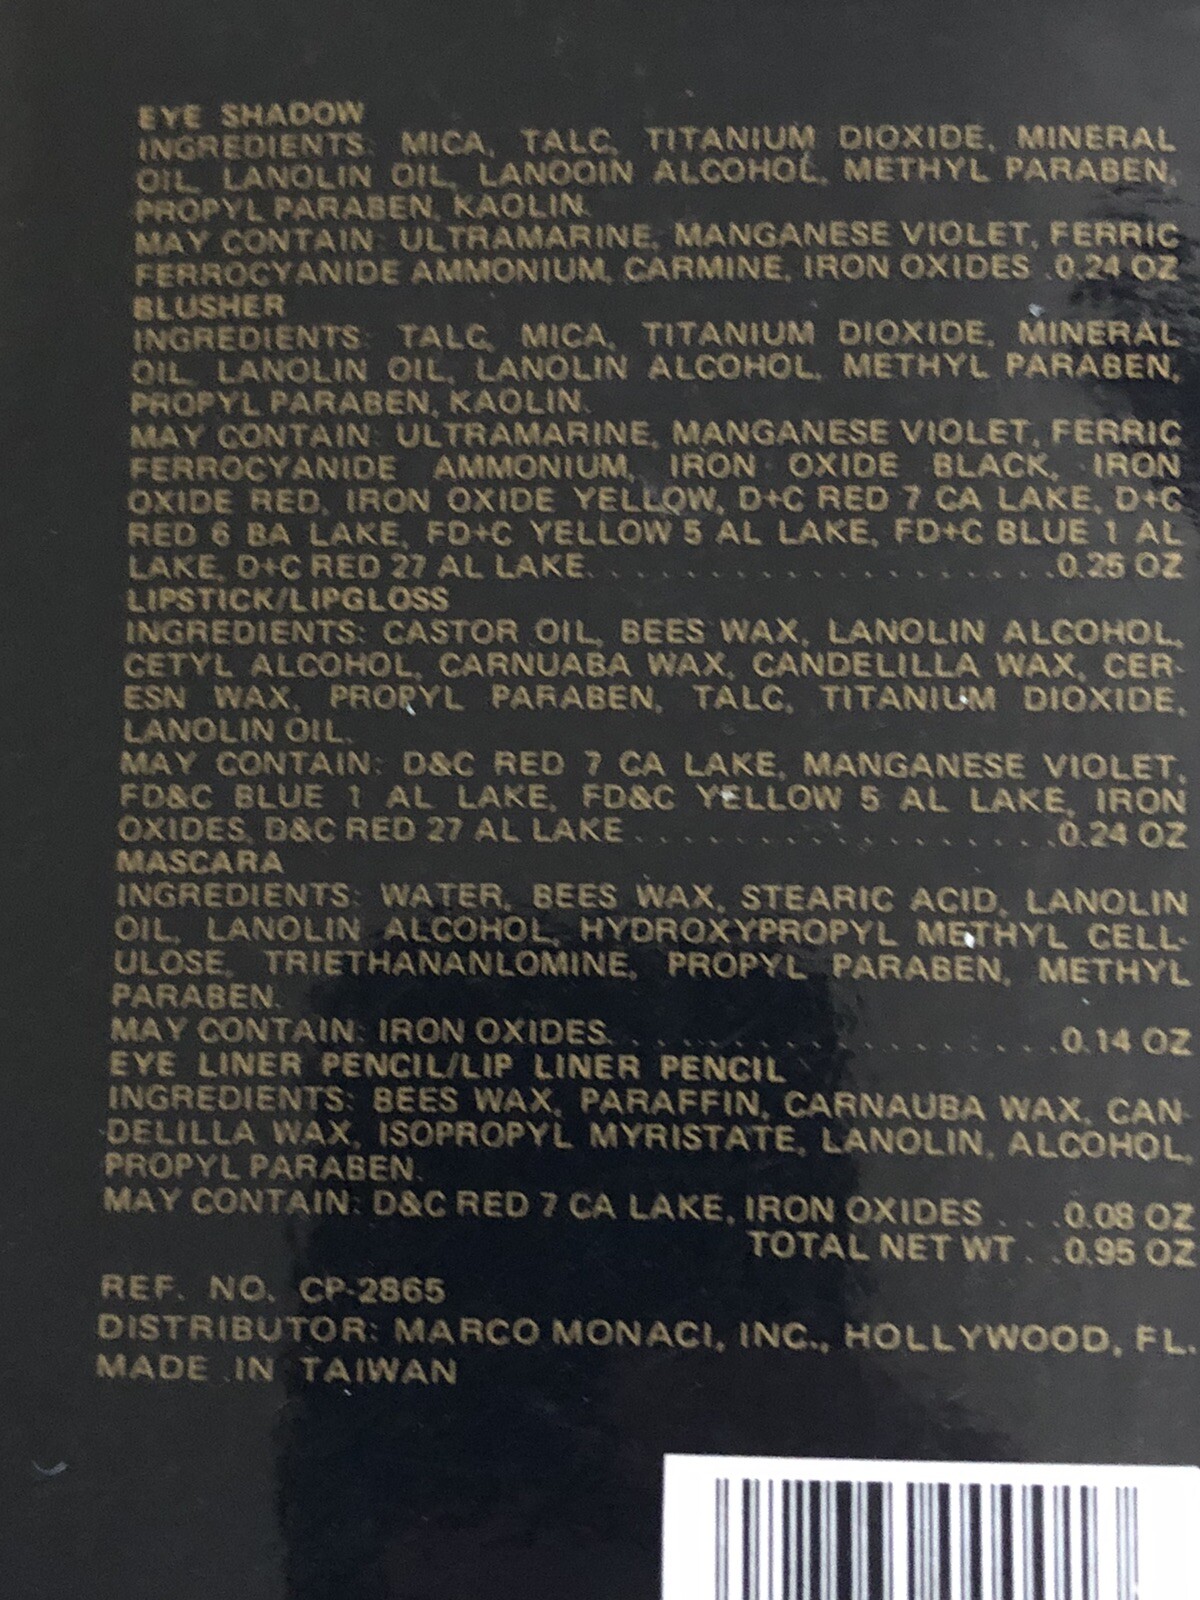 EYE SHADOW
INGREDIENTS: MICA, TALC, TITANIUM DIOXIDE, MINERAL
OIL, LANOLIN OIL, LANOOIN ALCOHOL, METHYL PARABEN,
PROPYL PARABEN, KAOLIN.
MAY CONTAIN: ULTRAMARINE, MANGANESE VIOLET, FERRIC
FERROCYANIDE AMMONIUM, CARMINE, IRON OXIDES .0.24 OZ
BLUSHER
INGREDIENTS: TALC, MICA, TITANIUM DIOXIDE, MINERAL
OIL, LANOLIN OIL, LANOLIN ALCOHOL, METHYL PARABEN,
PROPYL PARABEN, KAOLIN.
MAY CONTAIN: ULTRAMARINE, MANGANESE VIOLET, FERRIC
FERROCYANIDE AMMONIUM, IRON OXIDE BLACK, IRON
OXIDE RED, IRON OXIDE YELLOW, D+C RED 7 CA LAKE, D+C
RED 6 BA LAKE, FD+C YELLOW 5 AL LAKE, FD+C BLUE 1 AL
LAKE, D+C RED 27 AL LAKE. . . . . . . . . . . . . . . . . . .0.25 OZ
LIPSTICK/LIPGLOSS
INGREDIENTS: CASTOR OIL, BEES WAX, LANOLIN ALCOHOL,
CETYL ALCOHOL, CARNUABA WAX, CANDELILLA WAX, CER-
ESN WAX, PROPYL PARABEN, TALC, TITANIUM DIOXIDE,
LANOLIN OIL.
MAY CONTAIN: D&C RED 7 CA LAKE, MANGANESE VIOLET,
FD&C BLUE 1 AL LAKE, FD&C YELLOW 5 AL LAKE, IRON
OXIDES, D&C RED 27 AL LAKE . . . . . . . . . . . . . . . . .0.24 OZ
MASCARA
INGREDIENTS: WATER, BEES WAX, STEARIC ACID, LANOLIN
OIL, LANOLIN ALCOHOL, HYDROXYPROPYL METHYL CELL-
ULOSE, TRIETHANANLOMINE, PROPYL PARABEN, METHYL
PARABEN.
MAY CONTAIN: IRON OXIDES. . . . . . . . . . . . . . . . . .0.14 OZ
EYE LINER PENCIL/LIP LINER PENCIL
INGREDIENTS: BEES WAX, PARAFFIN, CARNAUBA WAX, CAN-
DELILLA WAX, ISOPROPYL MYRISTATE, LANOLIN, ALCOHOL,
PROPYL PARABEN.
MAY CONTAIN: D&C RED 7 CA LAKE, IRON OXIDES . . .0.08 OZ
TOTAL NET WT . .0.95 OZ
REF. NO. CP-2865
DISTRIBUTOR: MARCO MONACI, INC., HOLLYWOOD, FL.
MADE IN TAIWAN